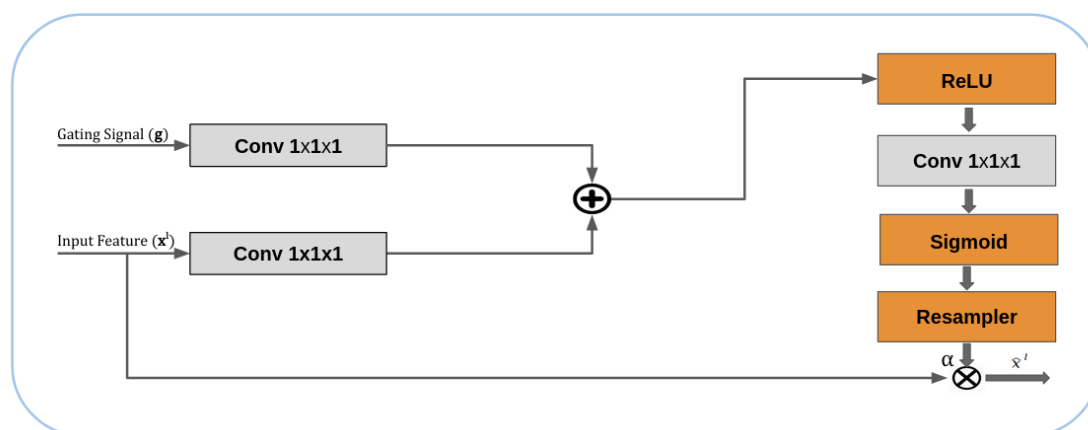 ReLU
Gating Signal (g)
Conv 1x1x1
Conv 1x1x1
Input Feature (xˡ)
Conv 1x1x1
Sigmoid
Resampler
α
x̂ˡ